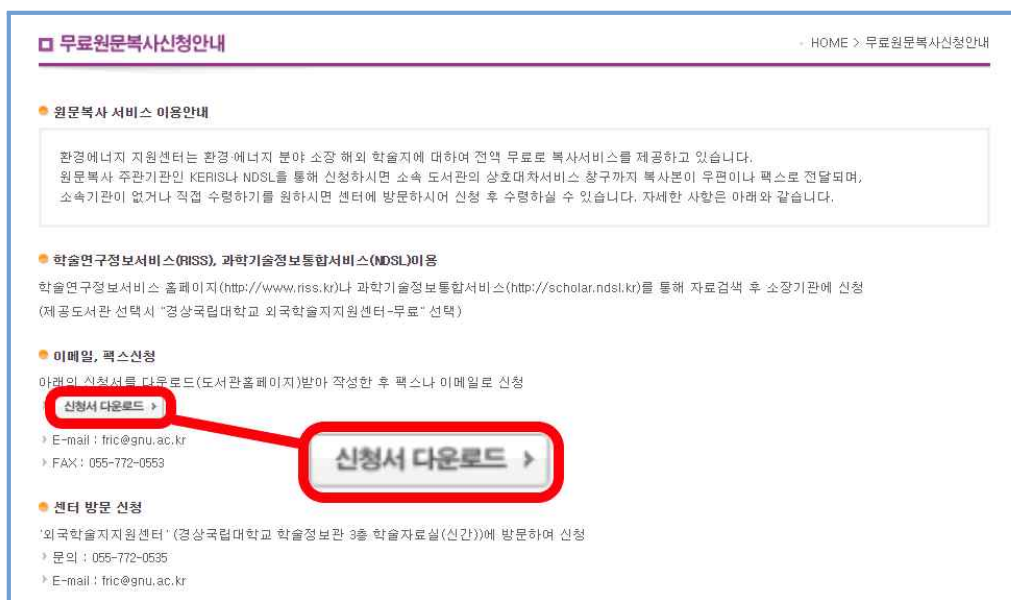 무료원문복사신청안내
HOME > 무료원문복사신청안내
원문복사 서비스 이용안내
환경에너지 지원센터는 환경·에너지 분야 소장 해외 학술지에 대하여 전액 무료로 복사서비스를 제공하고 있습니다.
원문복사 주관기관인 KERIS나 NDSL를 통해 신청하시면 소속 도서관의 상호대차서비스 창구까지 복사본이 우편이나 팩스로 전달되며,
소속기관이 없거나 직접 수령하기를 원하시면 센터에 방문하시어 신청 후 수령하실 수 있습니다. 자세한 사항은 아래와 같습니다.
학술연구정보서비스(RISS), 과학기술정보통합서비스(NDSL)이용
학술연구정보서비스 홈페이지(http://www.riss.kr)나 과학기술정보통합서비스(http://scholar.ndsl.kr)를 통해 자료검색 후 소장기관에 신청
(제공도서관 선택시 "경상국립대학교 외국학술지지원센터-무료" 선택)
이메일, 팩스신청
아래의 신청서를 다운로드(도서관홈페이지)받아 작성한 후 팩스나 이메일로 신청
신청서 다운로드 >
신청서 다운로드 >
> E-mail : fric@gnu.ac.kr
> FAX : 055-772-0553
센터 방문 신청
'외국학술지지원센터' (경상국립대학교 학술정보관 3층 학술자료실(신간))에 방문하여 신청
> 문의 : 055-772-0535
> E-mail : fric@gnu.ac.kr